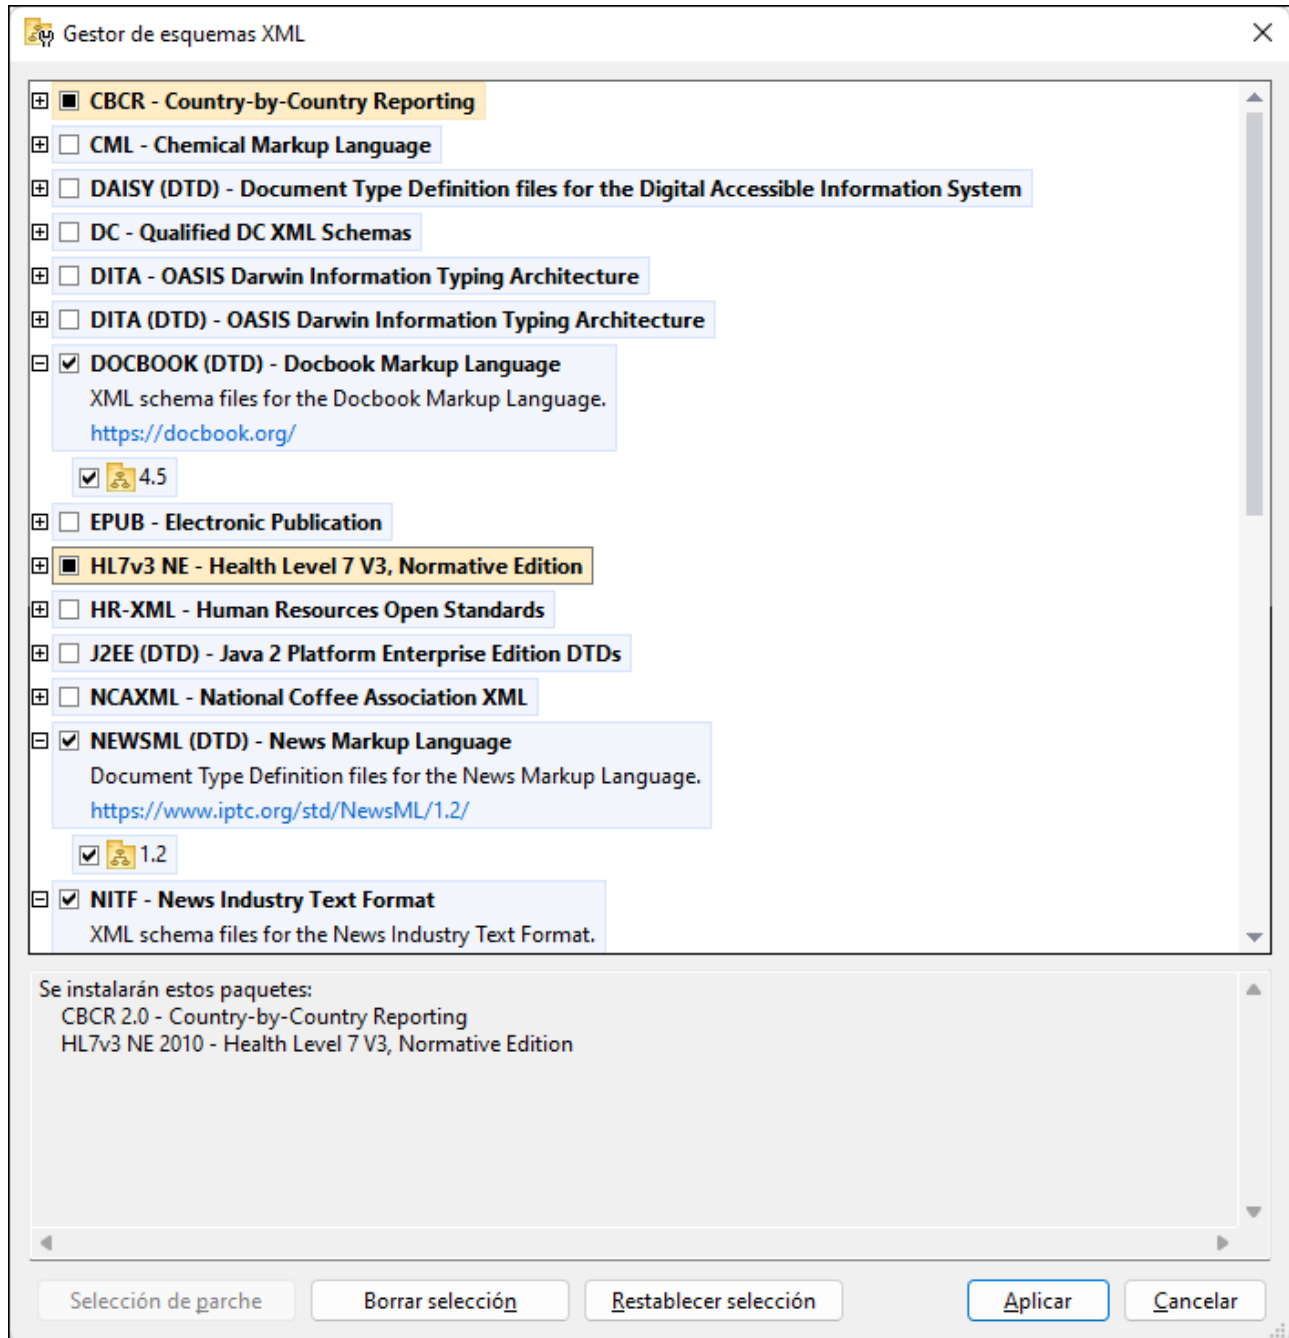 Gestor de esquemas XML
CBCR - Country-by-Country Reporting
CML - Chemical Markup Language
DAISY (DTD) - Document Type Definition files for the Digital Accessible Information System
DC - Qualified DC XML Schemas
DITA - OASIS Darwin Information Typing Architecture
DITA (DTD) - OASIS Darwin Information Typing Architecture
DOCBOOK (DTD) - Docbook Markup Language
XML schema files for the Docbook Markup Language.
https://docbook.org/
4.5
EPUB - Electronic Publication
HL7v3 NE - Health Level 7 V3, Normative Edition
HR-XML - Human Resources Open Standards
J2EE (DTD) - Java 2 Platform Enterprise Edition DTDs
NCAXML - National Coffee Association XML
NEWSML (DTD) - News Markup Language
Document Type Definition files for the News Markup Language.
https://www.iptc.org/std/NewsML/1.2/
1.2
NITF - News Industry Text Format
XML schema files for the News Industry Text Format.
Se instalarán estos paquetes:
CBCR 2.0 - Country-by-Country Reporting
HL7v3 NE 2010 - Health Level 7 V3, Normative Edition
Selección de parche Borrar selección Restablecer selección Aplicar Cancelar